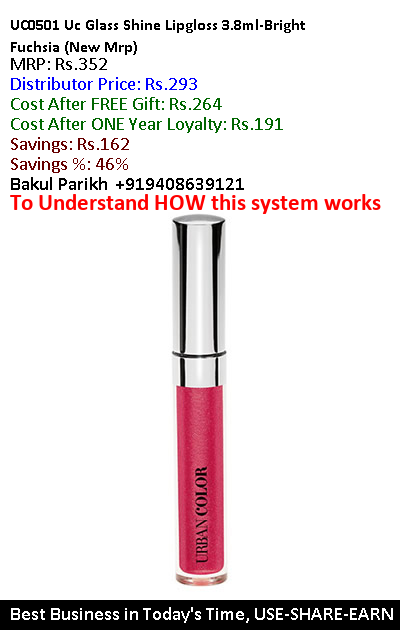 UC0501 Uc Glass Shine Lipgloss 3.8ml-Bright
Fuchsia (New Mrp)
MRP: Rs.352
Distributor Price: Rs.293
Cost After FREE Gift: Rs.264
Cost After ONE Year Loyalty: Rs.191
Savings: Rs.162
Savings %: 46%
Bakul Parikh +919408639121
To Understand HOW this system works
URBAN COLOR
Best Business in Today's Time, USE-SHARE-EARN